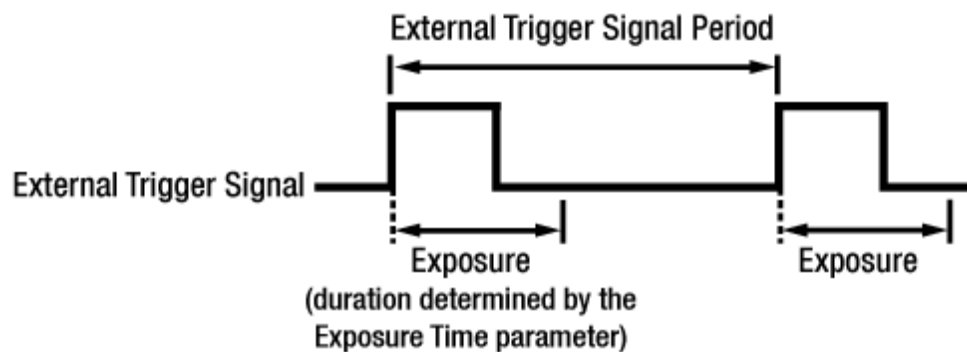 External Trigger Signal Period
External Trigger Signal
Exposure
(duration determined by the
Exposure Time parameter)
Exposure